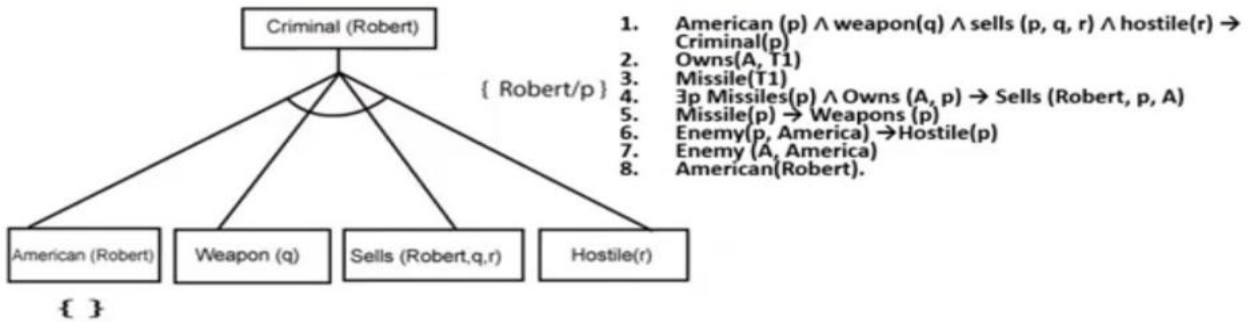 Criminal (Robert)
{ Robert/p }
American (Robert)
Weapon (q)
Sells (Robert,q,r)
Hostile(r)
{ }
1. American (p) ∧ weapon(q) ∧ sells (p, q, r) ∧ hostile(r) →
Criminal(p)
2. Owns(A, T1)
3. Missile(T1)
4. ∃p Missiles(p) ∧ Owns (A, p) → Sells (Robert, p, A)
5. Missile(p) → Weapons (p)
6. Enemy(p, America) →Hostile(p)
7. Enemy (A, America)
8. American(Robert).